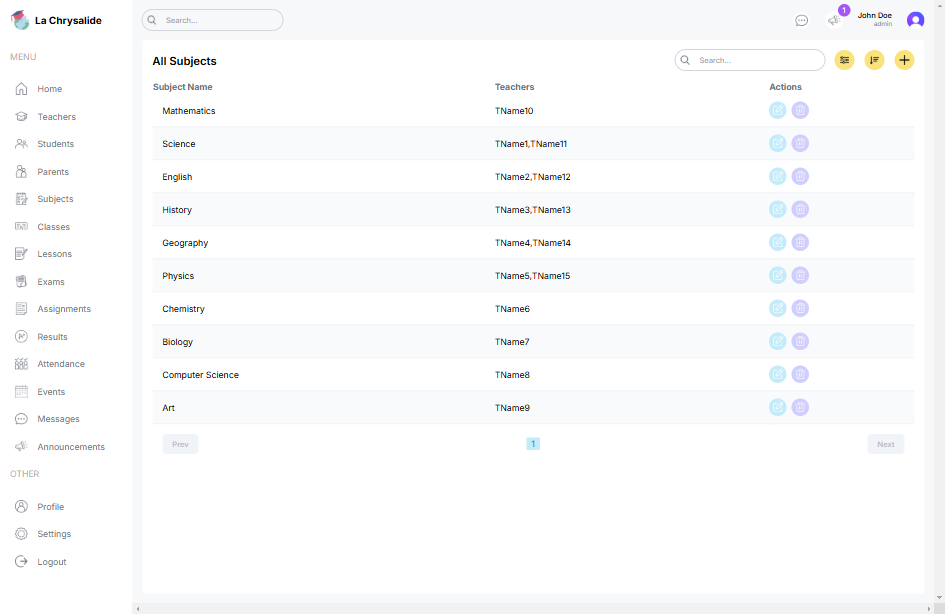 La Chrysalide
MENU
Home
Teachers
Students
Parents
Subjects
Classes
Lessons
Exams
Assignments
Results
Attendance
Events
Messages
Announcements
OTHER
Profile
Settings
Logout
Search...
1
John Doe
admin
All Subjects
Search...
Subject Name Teachers Actions
Mathematics TName10
Science TName1,TName11
English TName2,TName12
History TName3,TName13
Geography TName4,TName14
Physics TName5,TName15
Chemistry TName6
Biology TName7
Computer Science TName8
Art TName9
Prev 1 Next